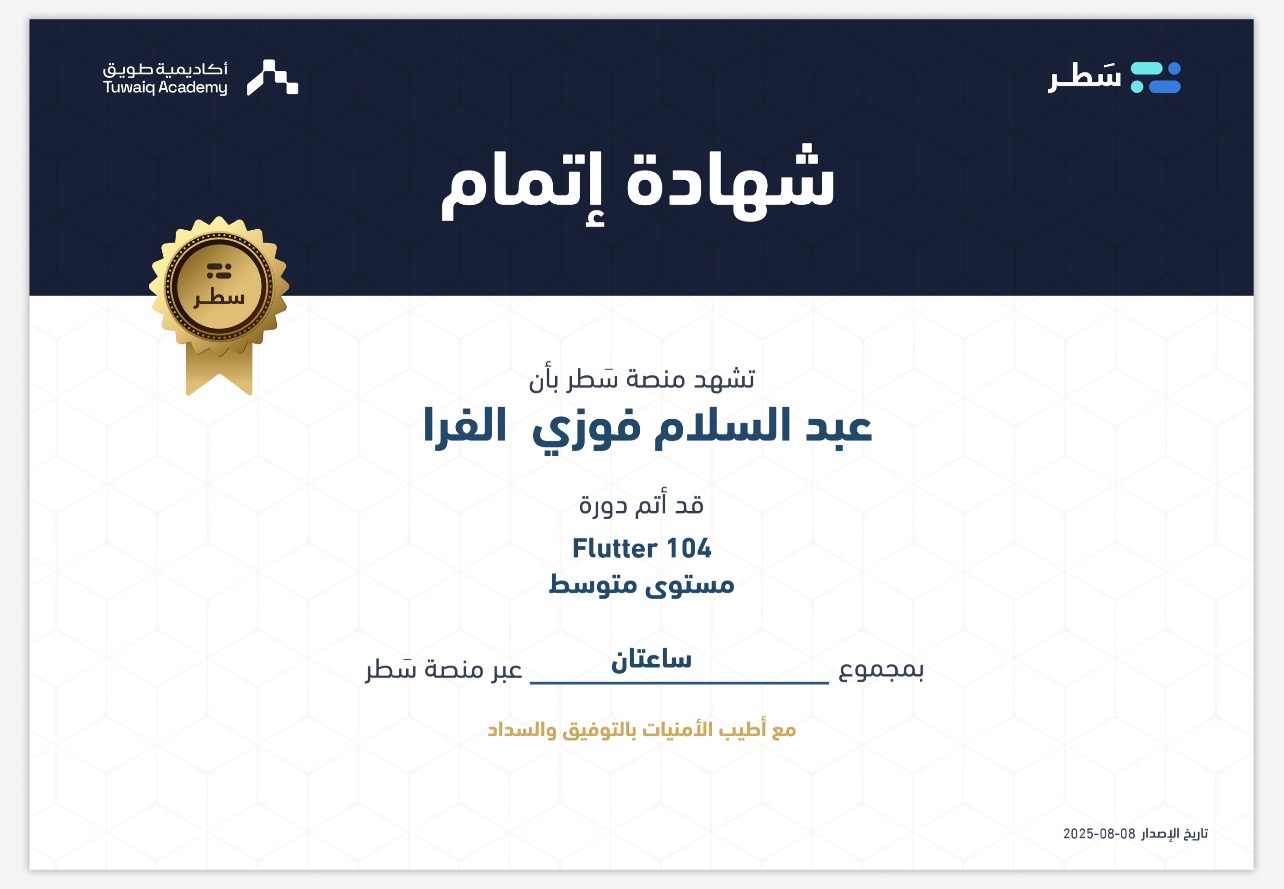 سَطر
أكاديمية طويق
Tuwaiq Academy
شهادة إتمام
سطر
تشهد منصة سَطر بأن
عبد السلام فوزي الفرا
قد أتم دورة
Flutter 104
مستوى متوسط
بمجموع ساعتان عبر منصة سَطر
مع أطيب الأمنيات بالتوفيق والسداد
تاريخ الإصدار 2025-08-08